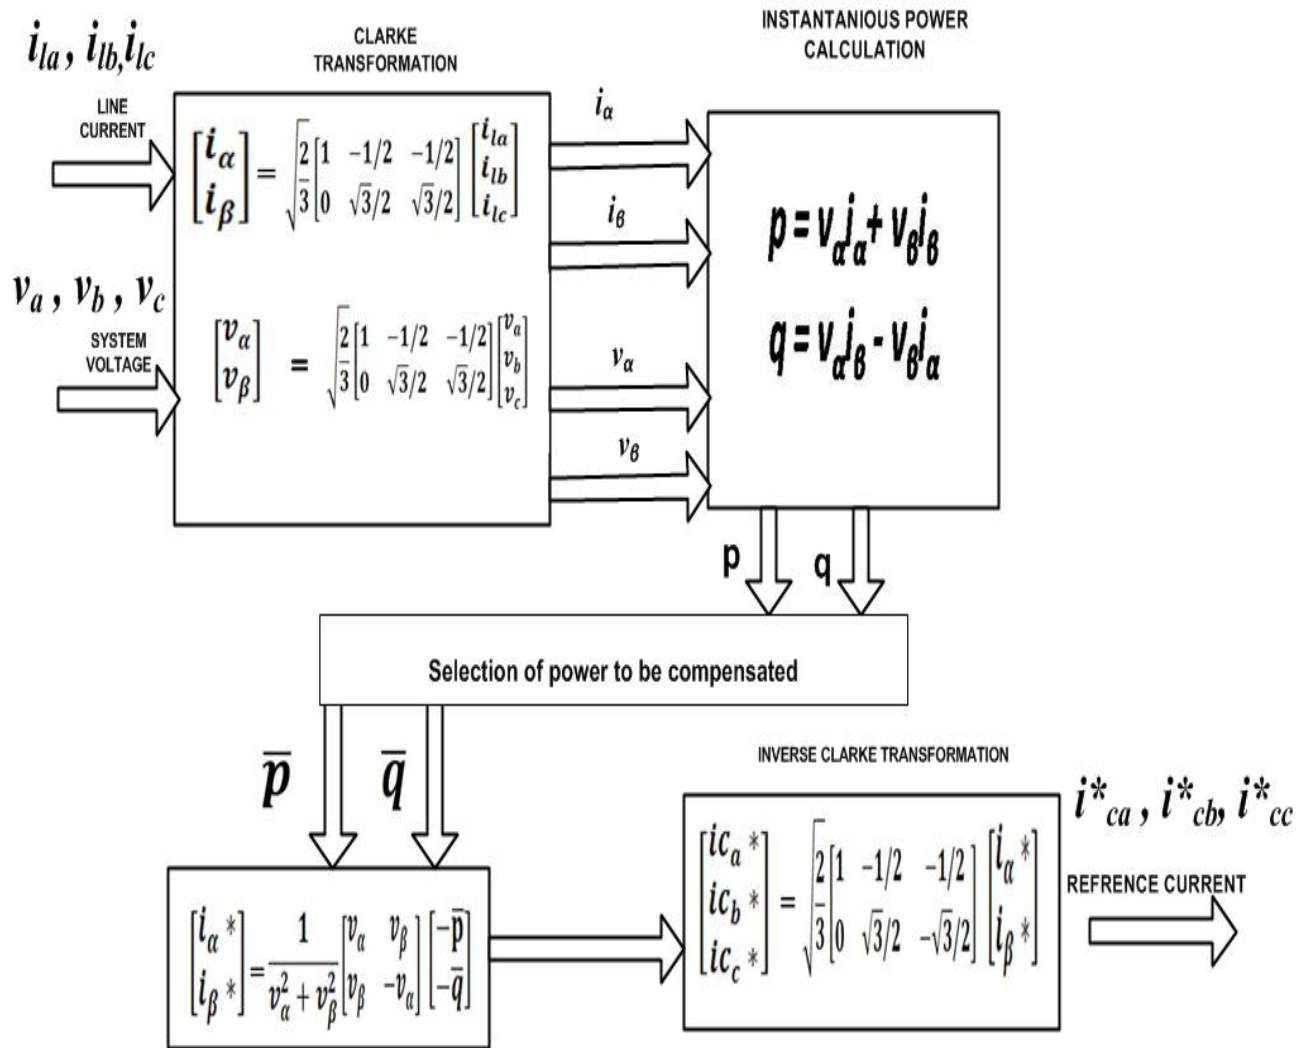 i_la, i_lb, i_lc
LINE
CURRENT
CLARKE
TRANSFORMATION
INSTANTANIOUS POWER
CALCULATION
[i_α; i_β] = √(2/3) [1 −1/2 −1/2; 0 √3/2 √3/2] [i_la; i_lb; i_lc]
i_α
i_β
p = v_α i_α + v_β i_β
q = v_α i_β - v_β i_α
v_a , v_b , v_c
SYSTEM
VOLTAGE
[v_α; v_β] = √(2/3) [1 −1/2 −1/2; 0 √3/2 √3/2] [v_a; v_b; v_c]
v_α
v_β
p q
Selection of power to be compensated
p̅ q̅
[i_α *; i_β *] = 1/(v_α^2 + v_β^2) [v_α v_β; v_β −v_α] [−p̅; −q̅]
INVERSE CLARKE TRANSFORMATION
[ic_a *; ic_b *; ic_c *] = √(2/3) [1 −1/2 −1/2; 0 √3/2 −√3/2] [i_α *; i_β *]
i*_ca , i*_cb, i*_cc
REFRENCE CURRENT